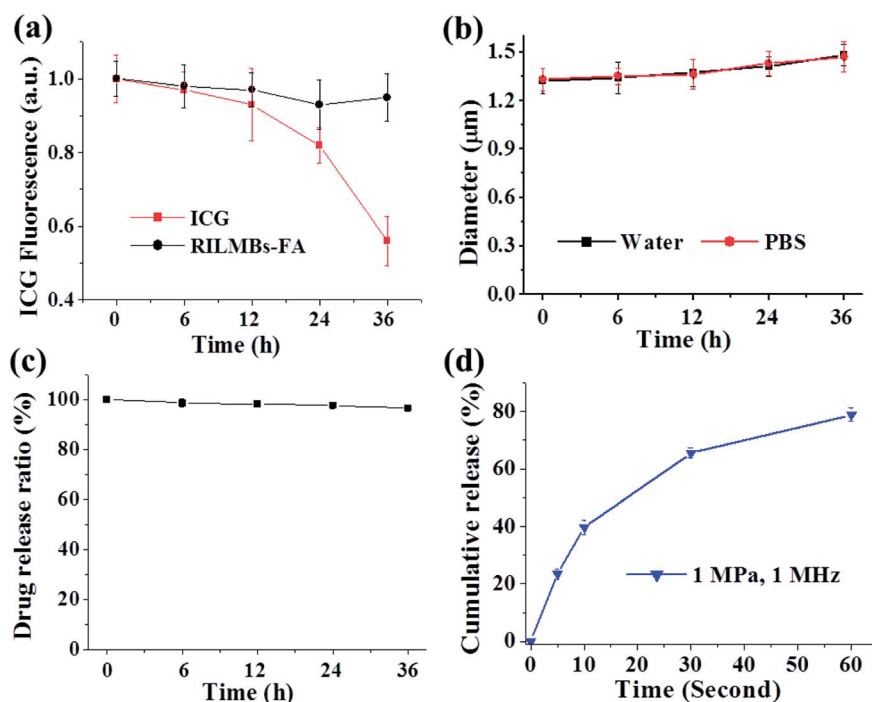 (a)
ICG Fluorescence (a.u.)
1.0
0.8
0.6
0.4
ICG
RILMBs-FA
0 6 12 24 36
Time (h)
(b)
Diameter (μm)
1.5
1.2
0.9
0.6
0.3
0.0
Water PBS
0 6 12 24 36
Time (h)
(c)
Drug release ratio (%)
100
80
60
40
20
0
0 6 12 24 36
Time (h)
(d)
Cumulative release (%)
80
60
40
20
0
1 MPa, 1 MHz
0 10 20 30 40 50 60
Time (Second)